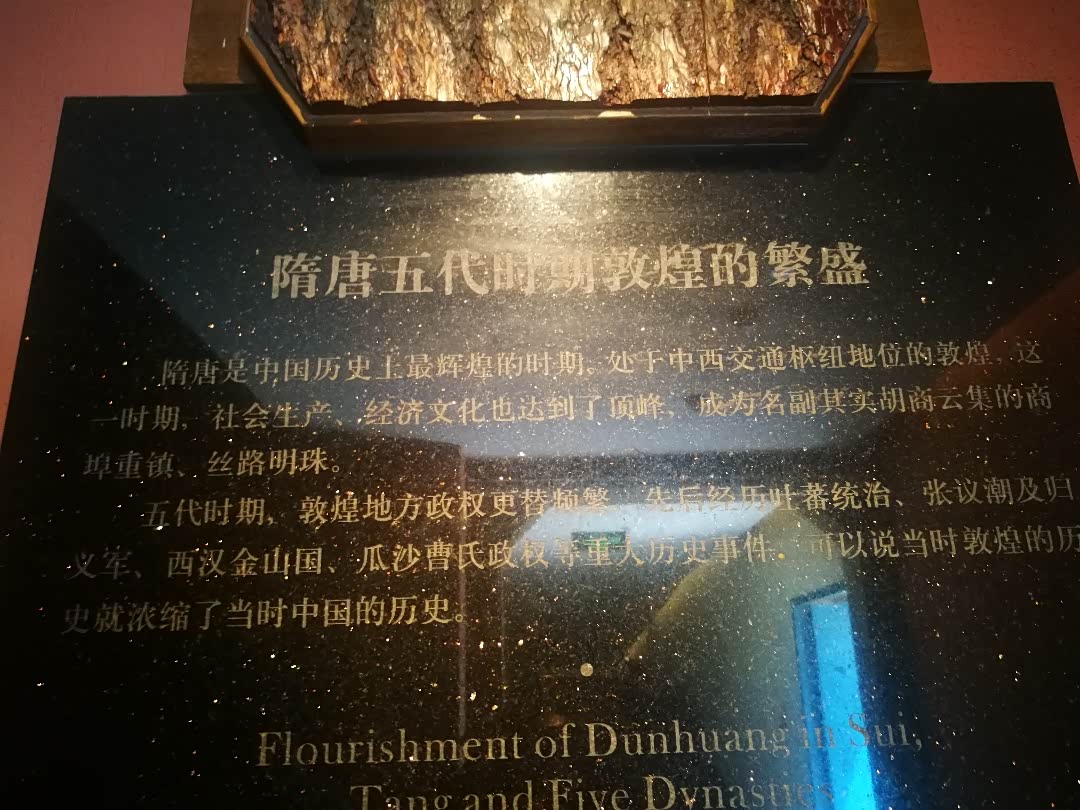 隋唐五代时期敦煌的繁盛
隋唐是中国历史上最辉煌的时期。处于中西交通枢纽地位的敦煌，这
一时期，社会生产、经济文化也达到了顶峰，成为名副其实胡商云集的商
埠重镇、丝路明珠。
五代时期，敦煌地方政权更替频繁，先后经历吐蕃统治、张议潮及归
义军、西汉金山国、瓜沙曹氏政权等重大历史事件。可以说当时敦煌的历
史就浓缩了当时中国的历史。
Flourishment of Dunhuang in Sui,
Tang and Five Dynasties